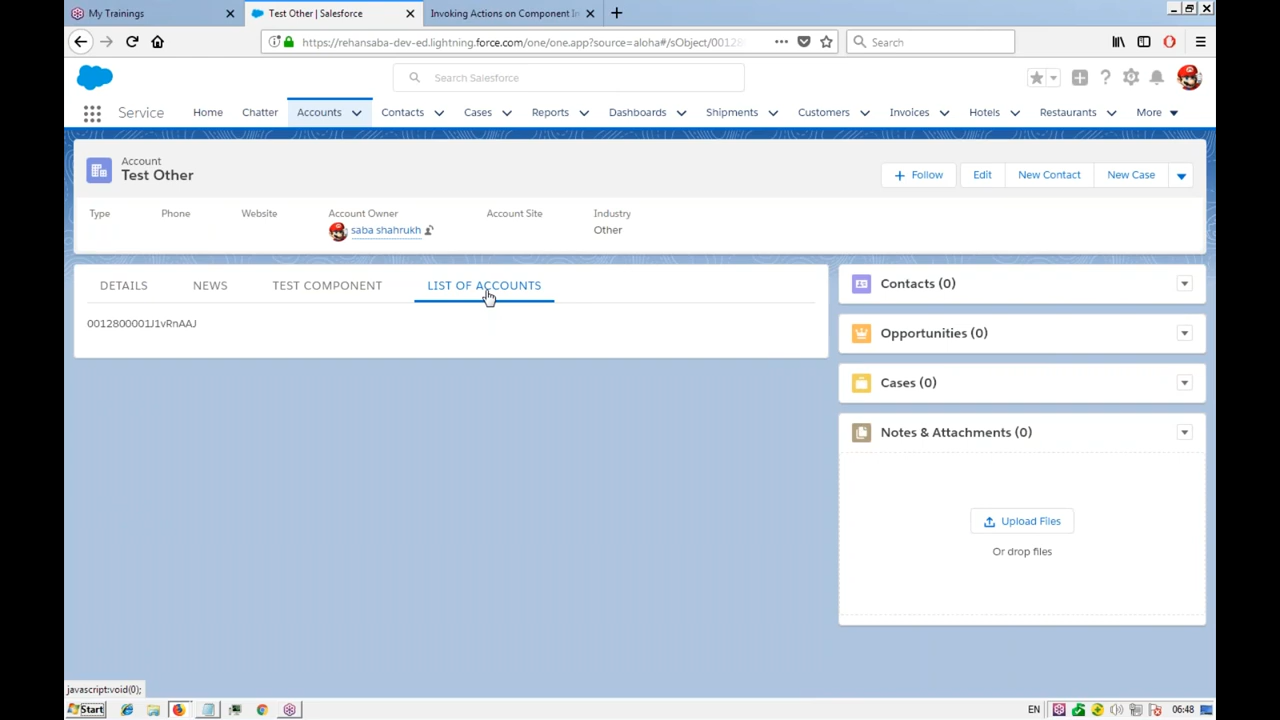 My Trainings
Test Other | Salesforce
Invoking Actions on Component In
https://rehansaba-dev-ed.lightning.force.com/one/one.app?source=aloha#/sObject/00128
Search
Search Salesforce
Service
Home
Chatter
Accounts
Contacts
Cases
Reports
Dashboards
Shipments
Customers
Invoices
Hotels
Restaurants
More
Account
Test Other
+ Follow
Edit
New Contact
New Case
Type
Phone
Website
Account Owner
Account Site
Industry
saba shahrukh
Other
DETAILS
NEWS
TEST COMPONENT
LIST OF ACCOUNTS
0012800001J1vRnAAJ
Contacts (0)
Opportunities (0)
Cases (0)
Notes & Attachments (0)
Upload Files
Or drop files
javascript:void(0);
Start
EN
06:48